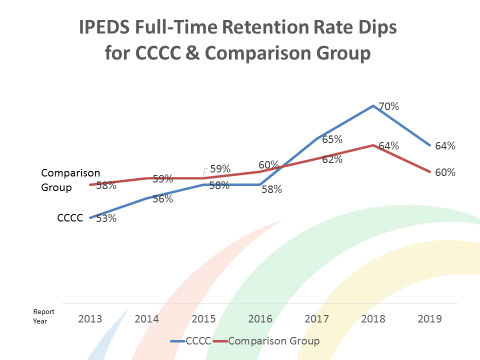 IPEDS Full-Time Retention Rate Dips
for CCCC & Comparison Group
70%
65%
64%
64%
62%
60%
60%
59%
59%
58%
58%
58%
56%
53%
Comparison
Group
CCCC
Report
Year
2013 2014 2015 2016 2017 2018 2019
CCCC Comparison Group